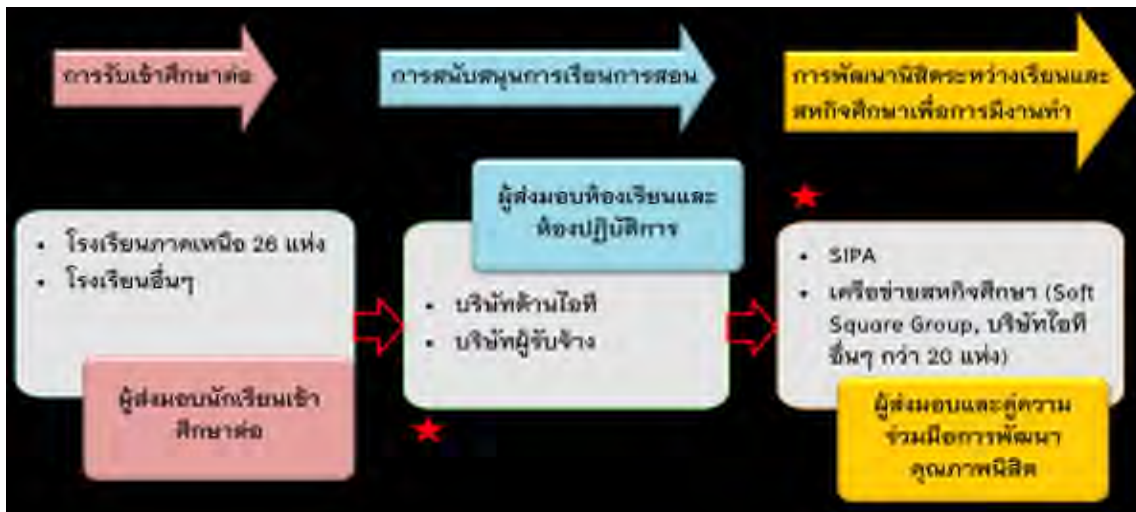 การรับเข้าศึกษาต่อ
การสนับสนุนการเรียนการสอน
การพัฒนานิสิตระหว่างเรียนและ
สหกิจศึกษาเพื่อการมีงานทำ
• โรงเรียนภาคเหนือ 26 แห่ง
• โรงเรียนอื่นๆ
ผู้ส่งมอบนักเรียนเข้า
ศึกษาต่อ
ผู้ส่งมอบห้องเรียนและ
ห้องปฏิบัติการ
• บริษัทด้านไอที
• บริษัทผู้รับจ้าง
• SIPA
• เครือข่ายสหกิจศึกษา (Soft
Square Group, บริษัทไอที
อื่นๆ กว่า 20 แห่ง)
ผู้ส่งมอบและคู่ความ
ร่วมมือการพัฒนา
คุณภาพนิสิต